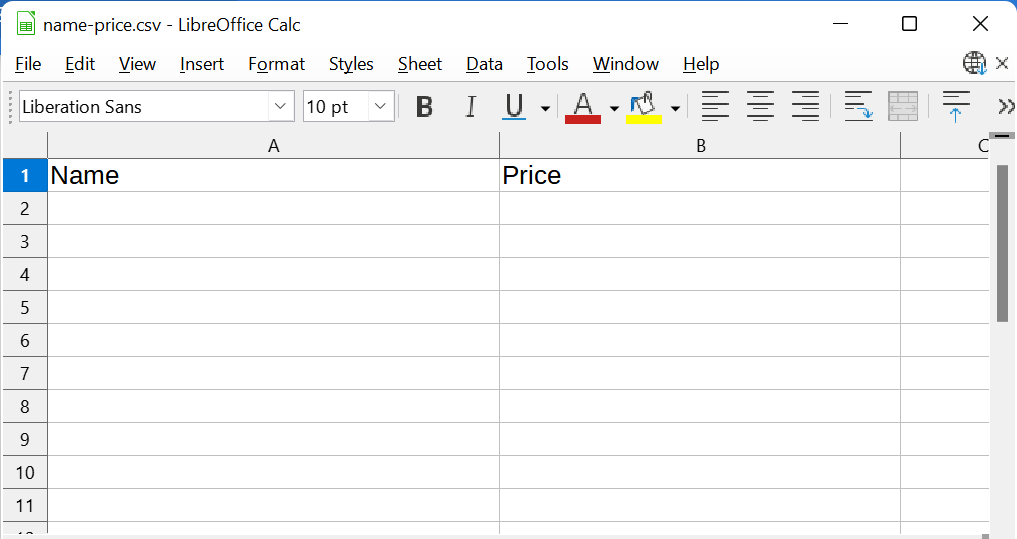 name-price.csv - LibreOffice Calc
File Edit View Insert Format Styles Sheet Data Tools Window Help
Liberation Sans 10 pt B I U A
A B C
1 Name Price
2
3
4
5
6
7
8
9
10
11